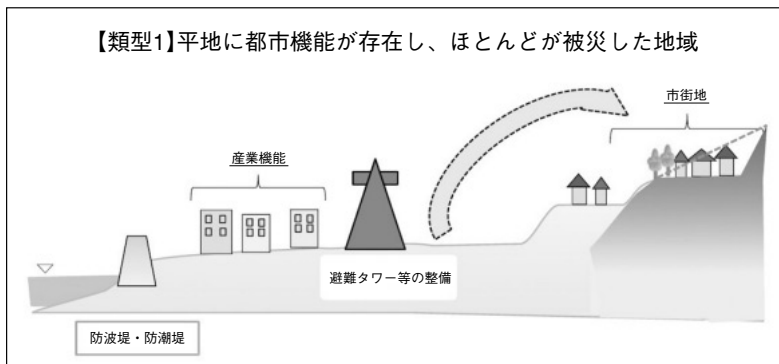 【類型1】平地に都市機能が存在し、ほとんどが被災した地域
市街地
産業機能
避難タワー等の整備
防波堤・防潮堤